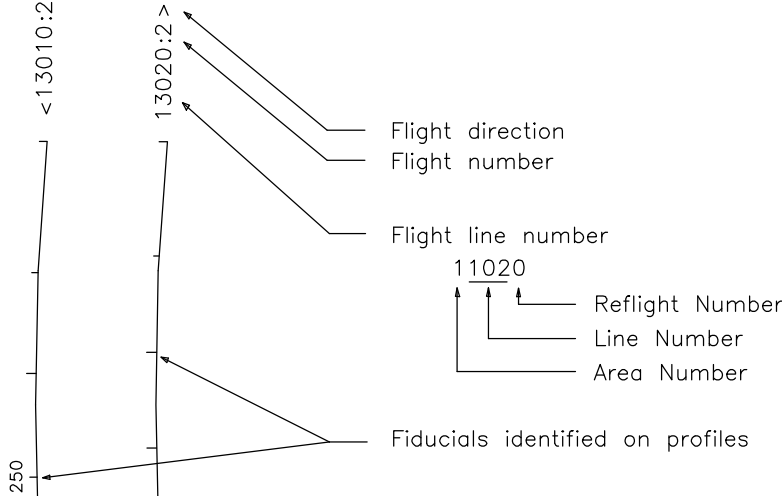 <13010:2
13020:2 >
Flight direction
Flight number
Flight line number
11020
Reflight Number
Line Number
Area Number
Fiducials identified on profiles
250